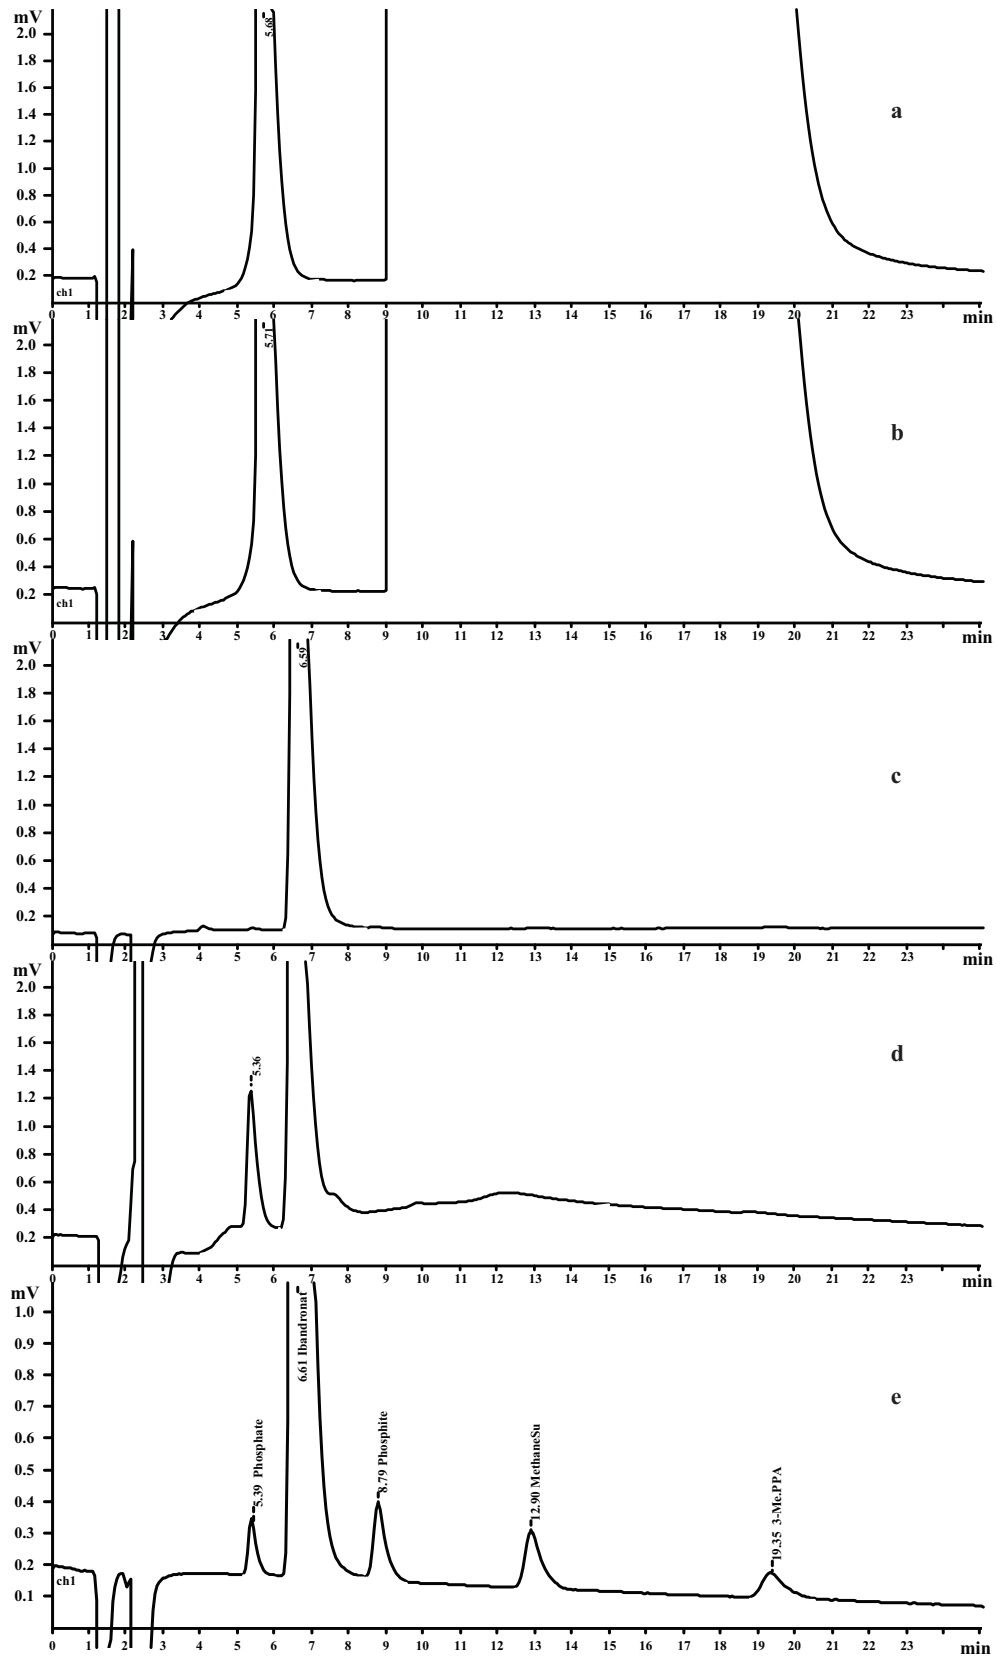 mV
2.0
5.68
1.8
1.6
1.4
a
1.2
1.0
0.8
0.6
0.4
0.2
ch1
0 1 2 3 4 5 6 7 8 9 10 11 12 13 14 15 16 17 18 19 20 21 22 23
min
mV
2.0
5.71
1.8
1.6
1.4
b
1.2
1.0
0.8
0.6
0.4
0.2
ch1
0 1 2 3 4 5 6 7 8 9 10 11 12 13 14 15 16 17 18 19 20 21 22 23
min
mV
6.59
2.0
1.8
1.6
1.4
1.2
c
1.0
0.8
0.6
0.4
0.2
0 1 2 3 4 5 6 7 8 9 10 11 12 13 14 15 16 17 18 19 20 21 22 23
min
mV
2.0
1.8
1.6
1.4
d
5.36
1.2
1.0
0.8
0.6
0.4
0.2
0 1 2 3 4 5 6 7 8 9 10 11 12 13 14 15 16 17 18 19 20 21 22 23
min
mV
1.0
6.61 Ibandronat
0.9
0.8
0.7
e
0.6
5.39 Phosphate
8.79 Phosphite
12.90 MethaneSu
19.35 3-Me.PPA
0.5
0.4
0.3
0.2
ch1
0.1
0 1 2 3 4 5 6 7 8 9 10 11 12 13 14 15 16 17 18 19 20 21 22 23
min